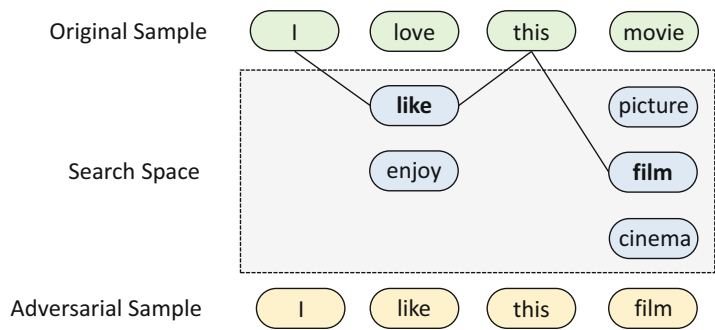 Original Sample I love this movie
like picture
Search Space enjoy film
cinema
Adversarial Sample I like this film